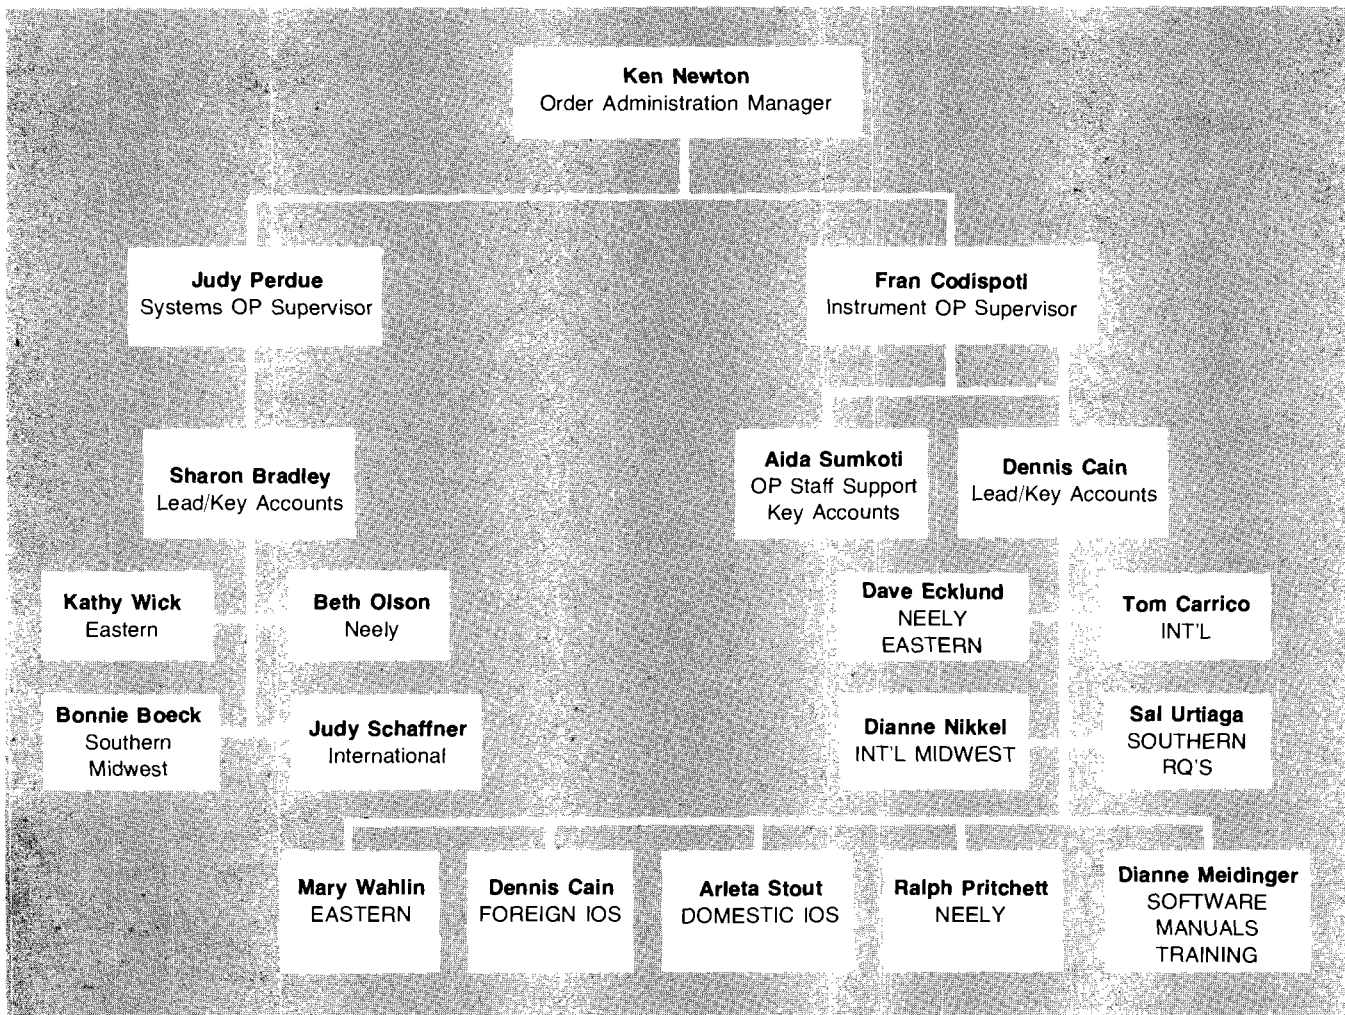 Ken Newton
Order Administration Manager
Judy Perdue
Systems OP Supervisor
Fran Codispoti
Instrument OP Supervisor
Sharon Bradley
Lead/Key Accounts
Aida Sumkoti
OP Staff Support
Key Accounts
Dennis Cain
Lead/Key Accounts
Kathy Wick
Eastern
Beth Olson
Neely
Dave Ecklund
NEELY
EASTERN
Tom Carrico
INT'L
Bonnie Boeck
Southern
Midwest
Judy Schaffner
International
Dianne Nikkel
INT'L MIDWEST
Sal Urtiaga
SOUTHERN
RQ'S
Mary Wahlin
EASTERN
Dennis Cain
FOREIGN IOS
Arleta Stout
DOMESTIC IOS
Ralph Pritchett
NEELY
Dianne Meidinger
SOFTWARE
MANUALS
TRAINING